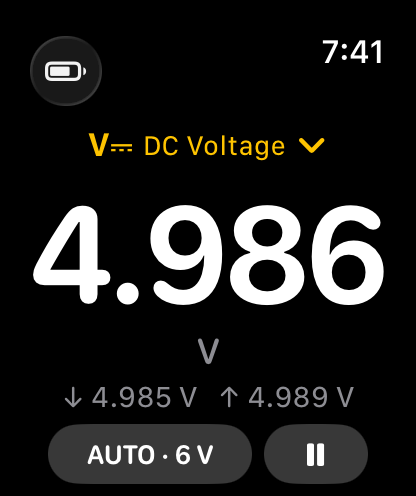 7:41
V⎓ DC Voltage
4.986
V
↓ 4.985 V ↑ 4.989 V
AUTO · 6 V